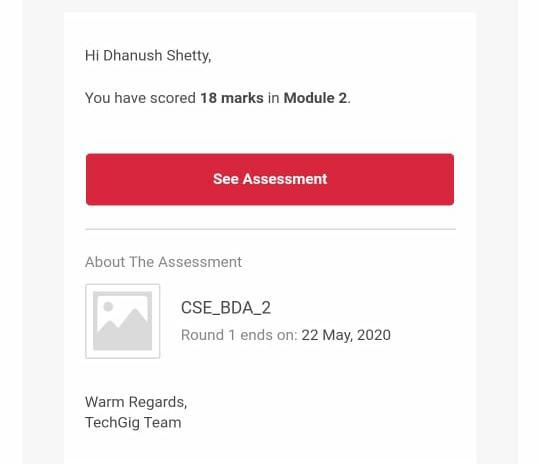 Hi Dhanush Shetty,
You have scored 18 marks in Module 2.
See Assessment
About The Assessment
CSE_BDA_2
Round 1 ends on: 22 May, 2020
Warm Regards,
TechGig Team